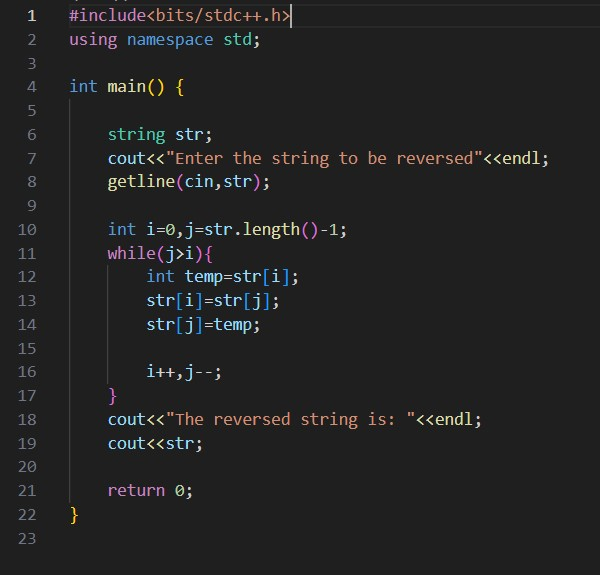 1 #include<bits/stdc++.h>
2 using namespace std;
3
4 int main() {
5
6 string str;
7 cout<<"Enter the string to be reversed"<<endl;
8 getline(cin,str);
9
10 int i=0,j=str.length()-1;
11 while(j>i){
12 int temp=str[i];
13 str[i]=str[j];
14 str[j]=temp;
15
16 i++,j--;
17 }
18 cout<<"The reversed string is: "<<endl;
19 cout<<str;
20
21 return 0;
22 }
23